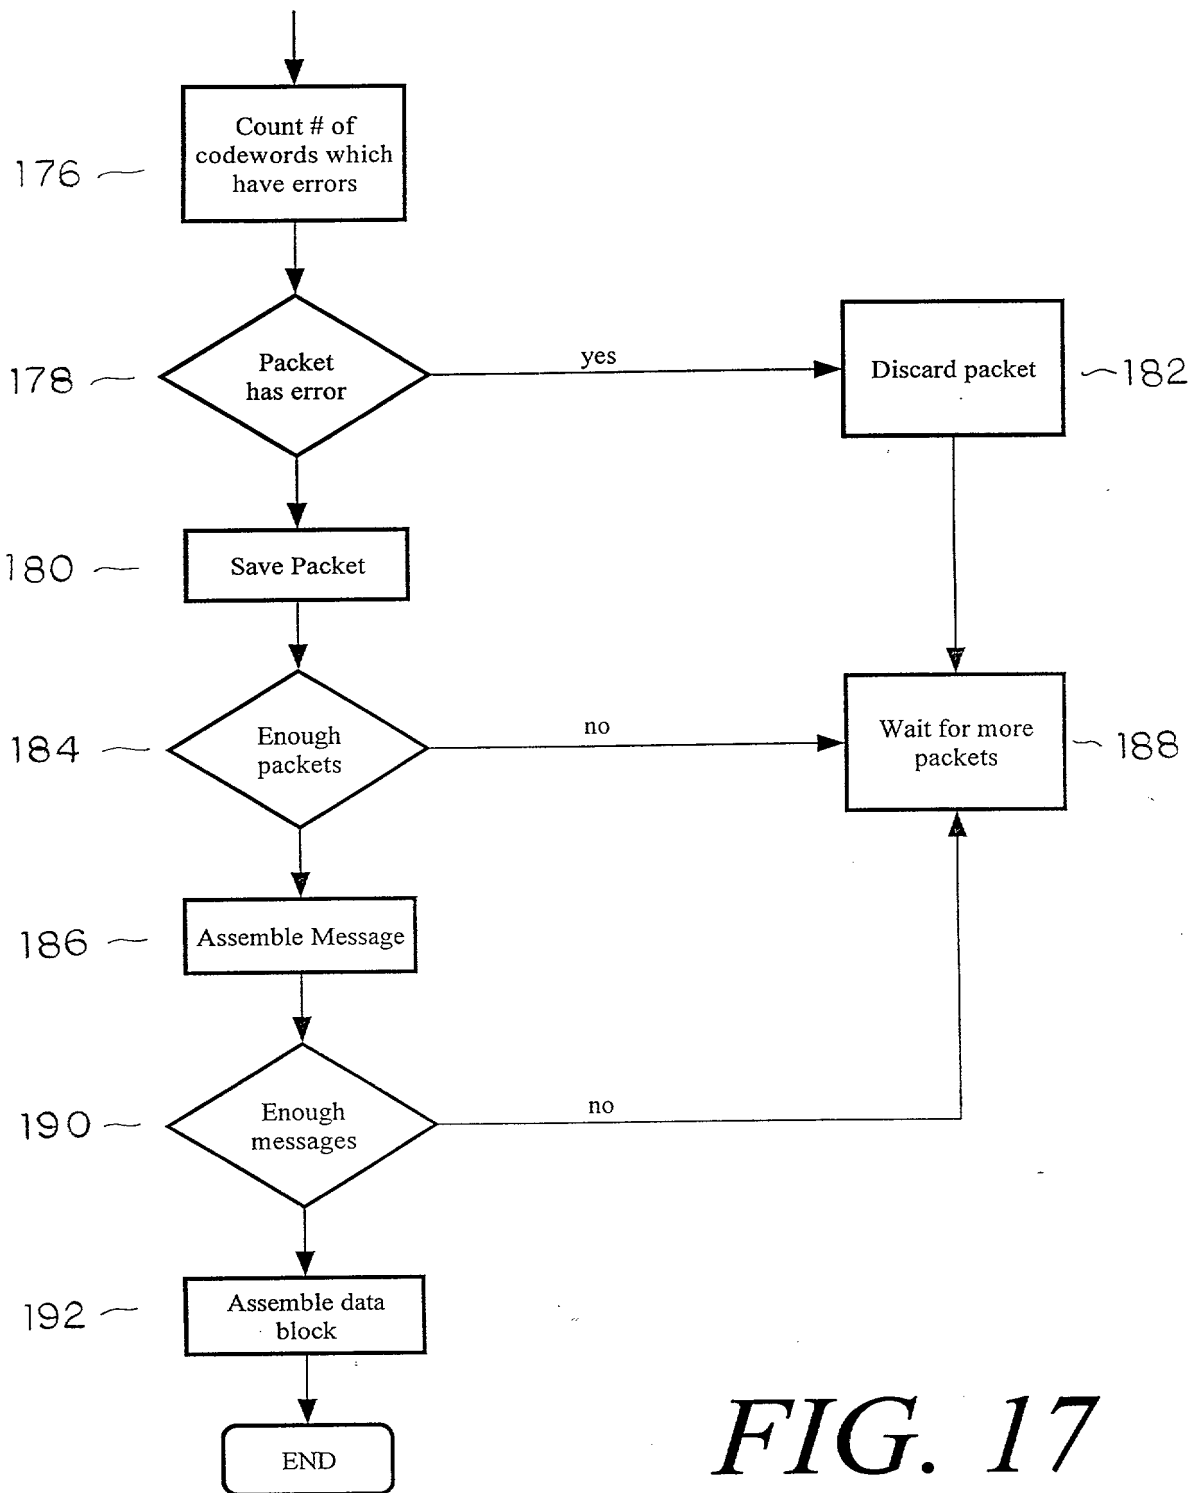 Count # of
codewords which
have errors
176
Packet
has error
178
yes
Discard packet
182
Save Packet
180
Enough
packets
184
no
Wait for more
packets
188
Assemble Message
186
Enough
messages
190
no
Assemble data
block
192
END
FIG. 17